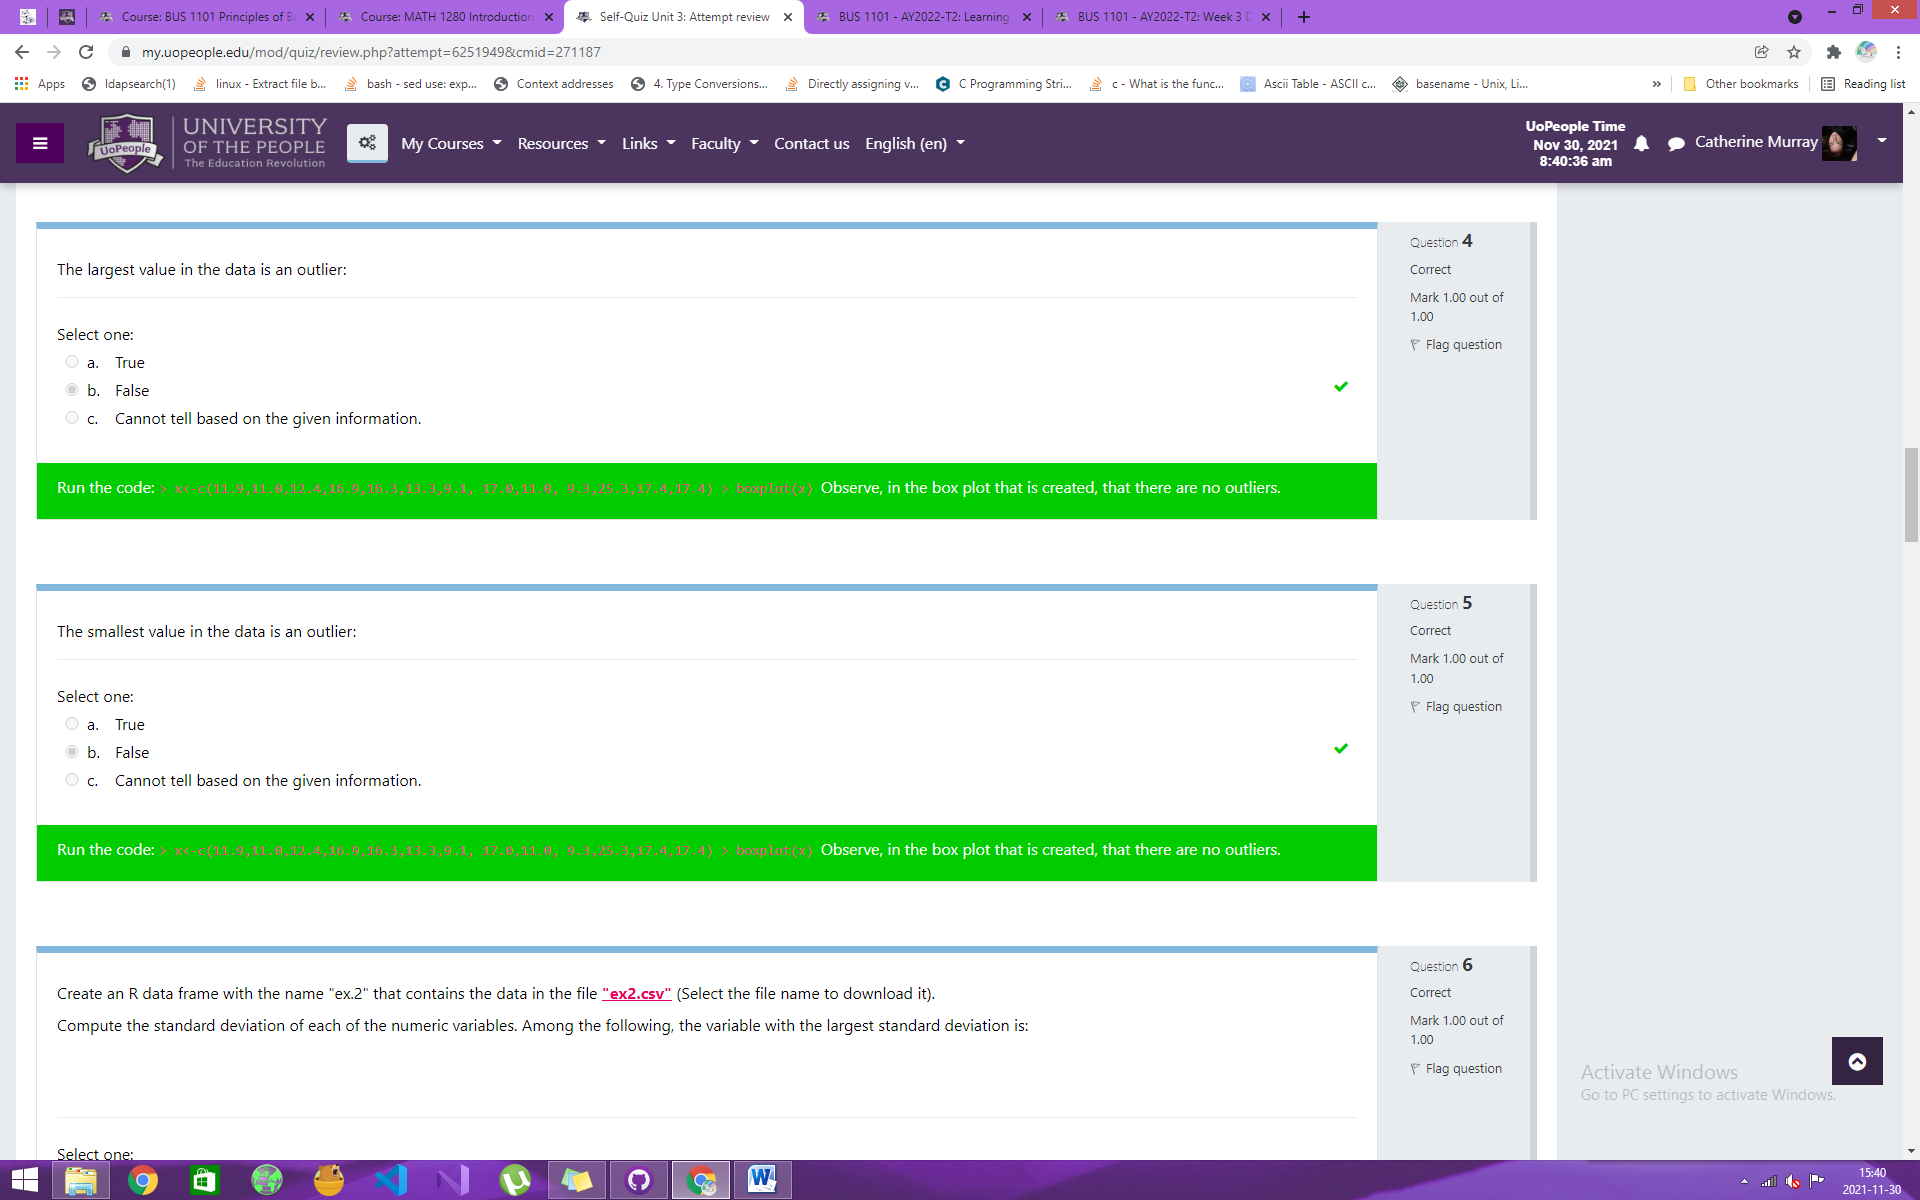 Course: BUS 1101 Principles of B
Course: MATH 1280 Introduction
Self-Quiz Unit 3: Attempt review
BUS 1101 - AY2022-T2: Learning
BUS 1101 - AY2022-T2: Week 3 D
my.uopeople.edu/mod/quiz/review.php?attempt=6251949&cmid=271187
Apps
ldapsearch(1)
linux - Extract file b...
bash - sed use: exp...
Context addresses
4. Type Conversions...
Directly assigning v...
C Programming Stri...
c - What is the func...
Ascii Table - ASCII c...
basename - Unix, Li...
»
Other bookmarks
Reading list
UoPeople
UNIVERSITY
OF THE PEOPLE
The Education Revolution
My Courses
Resources
Links
Faculty
Contact us
English (en)
UoPeople Time
Nov 30, 2021
8:40:36 am
Catherine Murray
The largest value in the data is an outlier:
Select one:
a. True
b. False
c. Cannot tell based on the given information.
Run the code: > x< c(11.9,11.0,12.4,16.9,16.3,13.3,9.1, 17.0,11.0, 9.3,25.3,17.4,17.4) > boxplot(x) Observe, in the box plot that is created, that there are no outliers.
Question 4
Correct
Mark 1.00 out of
1.00
Flag question
The smallest value in the data is an outlier:
Select one:
a. True
b. False
c. Cannot tell based on the given information.
Run the code: > x< c(11.9,11.0,12.4,16.9,16.3,13.3,9.1, 17.0,11.0, 9.3,25.3,17.4,17.4) > boxplot(x) Observe, in the box plot that is created, that there are no outliers.
Question 5
Correct
Mark 1.00 out of
1.00
Flag question
Create an R data frame with the name "ex.2" that contains the data in the file "ex2.csv" (Select the file name to download it).
Compute the standard deviation of each of the numeric variables. Among the following, the variable with the largest standard deviation is:
Select one:
Question 6
Correct
Mark 1.00 out of
1.00
Flag question
Activate Windows
Go to PC settings to activate Windows.
15:40
2021-11-30